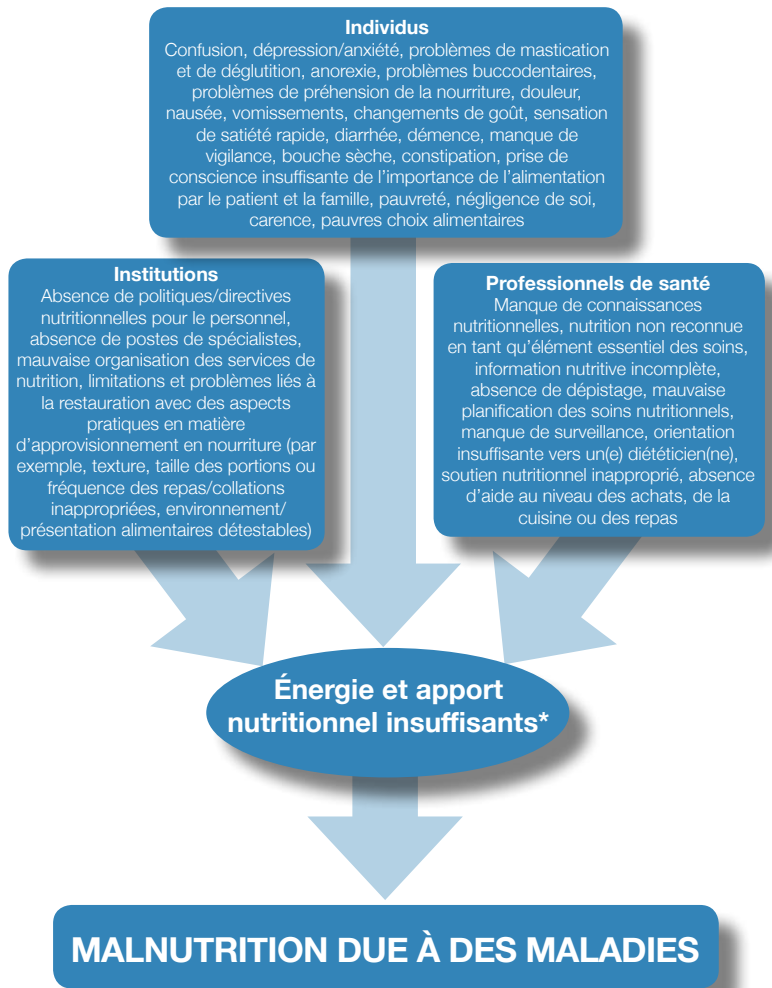 Individus
Confusion, dépression/anxiété, problèmes de mastication
et de déglutition, anorexie, problèmes buccodentaires,
problèmes de préhension de la nourriture, douleur,
nausée, vomissements, changements de goût, sensation
de satiété rapide, diarrhée, démence, manque de
vigilance, bouche sèche, constipation, prise de
conscience insuffisante de l’importance de l’alimentation
par le patient et la famille, pauvreté, négligence de soi,
carence, pauvres choix alimentaires
Institutions
Absence de politiques/directives
nutritionnelles pour le personnel,
absence de postes de spécialistes,
mauvaise organisation des services de
nutrition, limitations et problèmes liés à
la restauration avec des aspects
pratiques en matière
d’approvisionnement en nourriture (par
exemple, texture, taille des portions ou
fréquence des repas/collations
inappropriées, environnement/
présentation alimentaires détestables)
Professionnels de santé
Manque de connaissances
nutritionnelles, nutrition non reconnue
en tant qu’élément essentiel des soins,
information nutritive incomplète,
absence de dépistage, mauvaise
planification des soins nutritionnels,
manque de surveillance, orientation
insuffisante vers un(e) diététicien(ne),
soutien nutritionnel inapproprié, absence
d’aide au niveau des achats, de la
cuisine ou des repas
Énergie et apport
nutritionnel insuffisants*
MALNUTRITION DUE À DES MALADIES